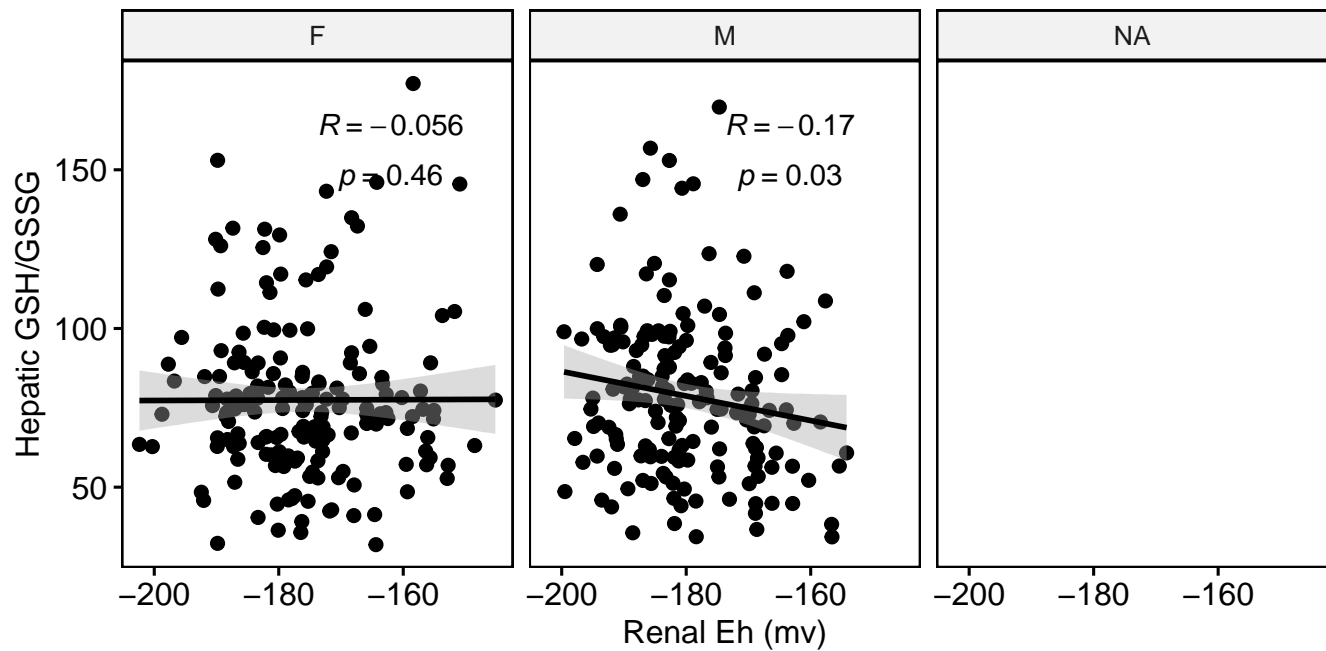 F
M
NA
R = −0.056
p = 0.46
R = −0.17
p = 0.03
Hepatic GSH/GSSG
150
100
50
−200 −180 −160
−200 −180 −160
−200 −180 −160
Renal Eh (mv)